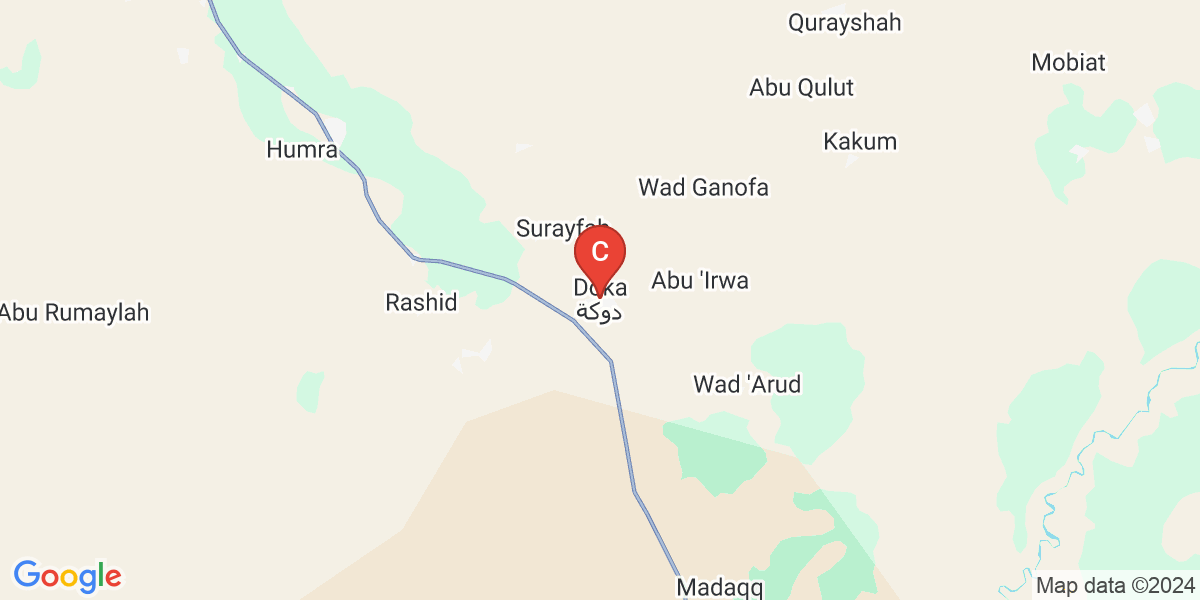 Qurayshah
Mobiat
Abu Qulut
Kakum
Humra
Wad Ganofa
Surayfah
C
Abu 'Irwa
Doka
دوكة
Rashid
Abu Rumaylah
Wad 'Arud
Madaqq
Google
Map data ©2024